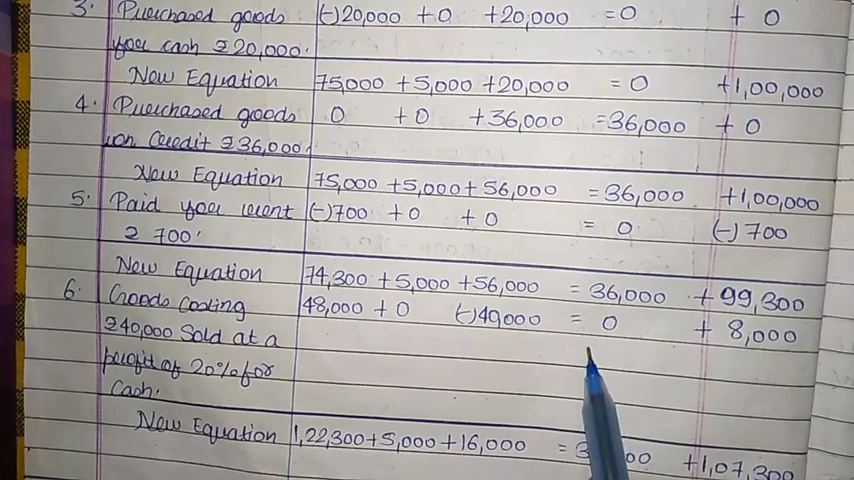 3. Purchased goods (-)20,000 +0 +20,000 =0 + 0
for cash ₹20,000.
New Equation 75,000 +5,000 +20,000 = 0 +1,00,000
4. Purchased goods 0 +0 +36,000 =36,000 + 0
on Credit ₹36,000.
New Equation 75,000 +5,000 + 56,000 = 36,000 +1,00,000
5. Paid for rent (-)700 +0 +0 = 0 (-) 700
₹ 700.
New Equation 74,300 +5,000 +56,000 = 36,000 + 99,300
6. Goods Costing 48,000 + 0 (-)40,000 = 0 + 8,000
₹40,000 Sold at a
profit of 20% for
Cash.
New Equation 1,22,300+5,000 +16,000 = 3 00 +1,07,300